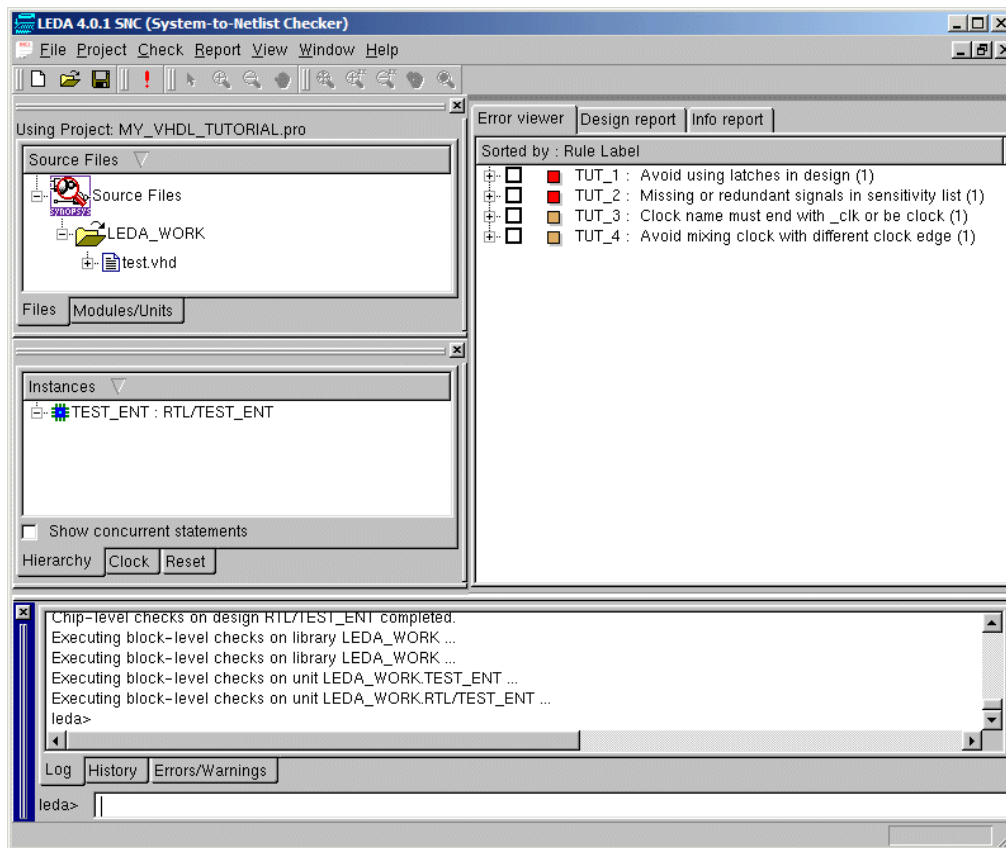 LEDA 4.0.1 SNC (System-to-Netlist Checker)
File Project Check Report View Window Help
Using Project: MY_VHDL_TUTORIAL.pro
Source Files
Source Files
SYNOPSYS
LEDA_WORK
test.vhd
Files Modules/Units
Instances
TEST_ENT : RTL/TEST_ENT
Show concurrent statements
Hierarchy Clock Reset
Error viewer Design report Info report
Sorted by : Rule Label
TUT_1 : Avoid using latches in design (1)
TUT_2 : Missing or redundant signals in sensitivity list (1)
TUT_3 : Clock name must end with _clk or be clock (1)
TUT_4 : Avoid mixing clock with different clock edge (1)
Chip-level checks on design RTL/TEST_ENT completed.
Executing block-level checks on library LEDA_WORK ...
Executing block-level checks on library LEDA_WORK ...
Executing block-level checks on unit LEDA_WORK.TEST_ENT ...
Executing block-level checks on unit LEDA_WORK.RTL/TEST_ENT ...
leda>
Log History Errors/Warnings
leda>